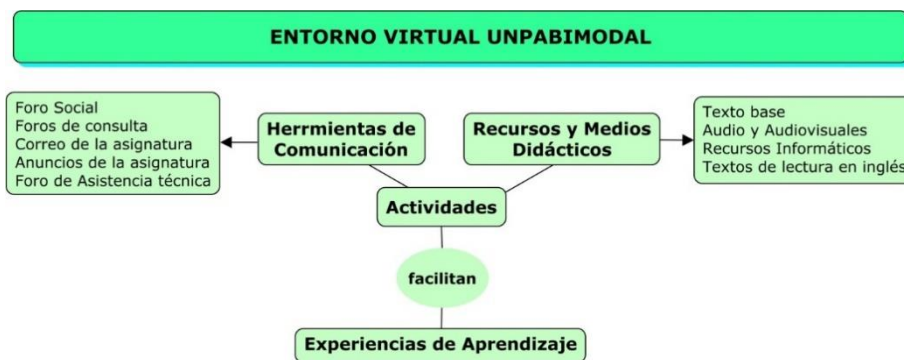 ENTORNO VIRTUAL UNPABIMODAL
Foro Social
Foros de consulta
Correo de la asignatura
Anuncios de la asignatura
Foro de Asistencia técnica
Herrmientas de
Comunicación
Recursos y Medios
Didácticos
Texto base
Audio y Audiovisuales
Recursos Informáticos
Textos de lectura en inglés
Actividades
facilitan
Experiencias de Aprendizaje